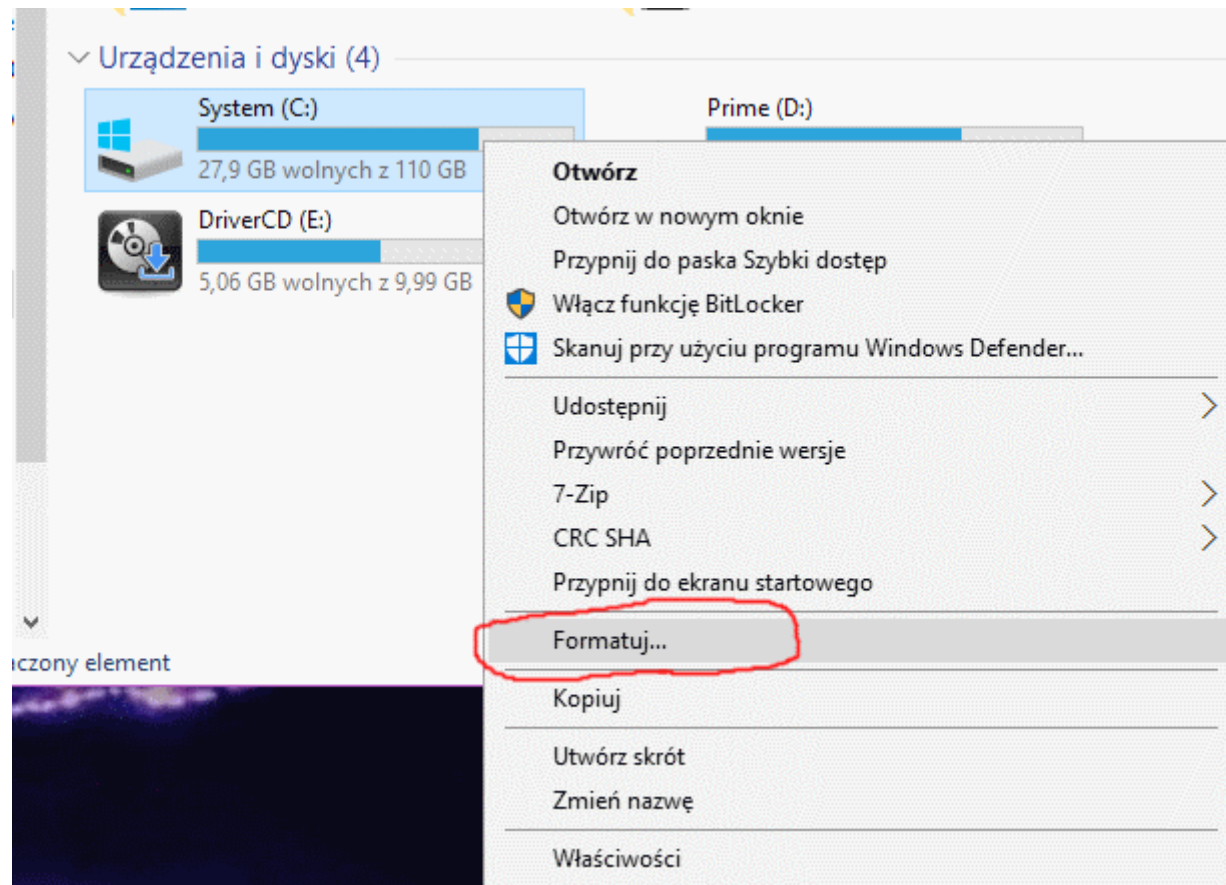 Urządzenia i dyski (4)
System (C:)
27,9 GB wolnych z 110 GB
Prime (D:)
DriverCD (E:)
5,06 GB wolnych z 9,99 GB
Otwórz
Otwórz w nowym oknie
Przypnij do paska Szybki dostęp
Włącz funkcję BitLocker
Skanuj przy użyciu programu Windows Defender...
Udostępnij
Przywróć poprzednie wersje
7-Zip
CRC SHA
Przypnij do ekranu startowego
Formatuj...
Kopiuj
Utwórz skrót
Zmień nazwę
Właściwości
element